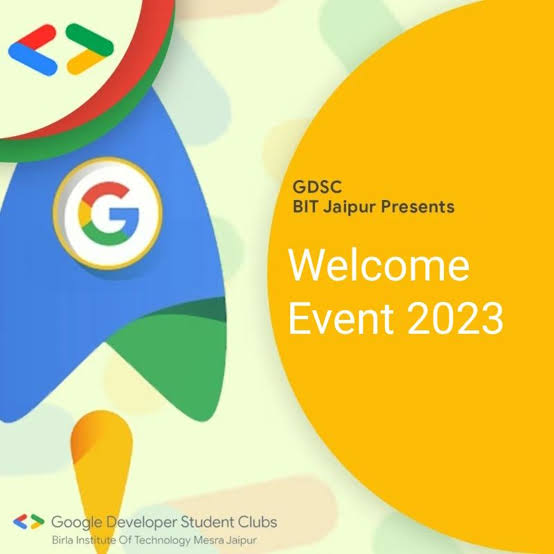 GDSC
BIT Jaipur Presents
Welcome
Event 2023
G
Google Developer Student Clubs
Birla Institute Of Technology Mesra Jaipur